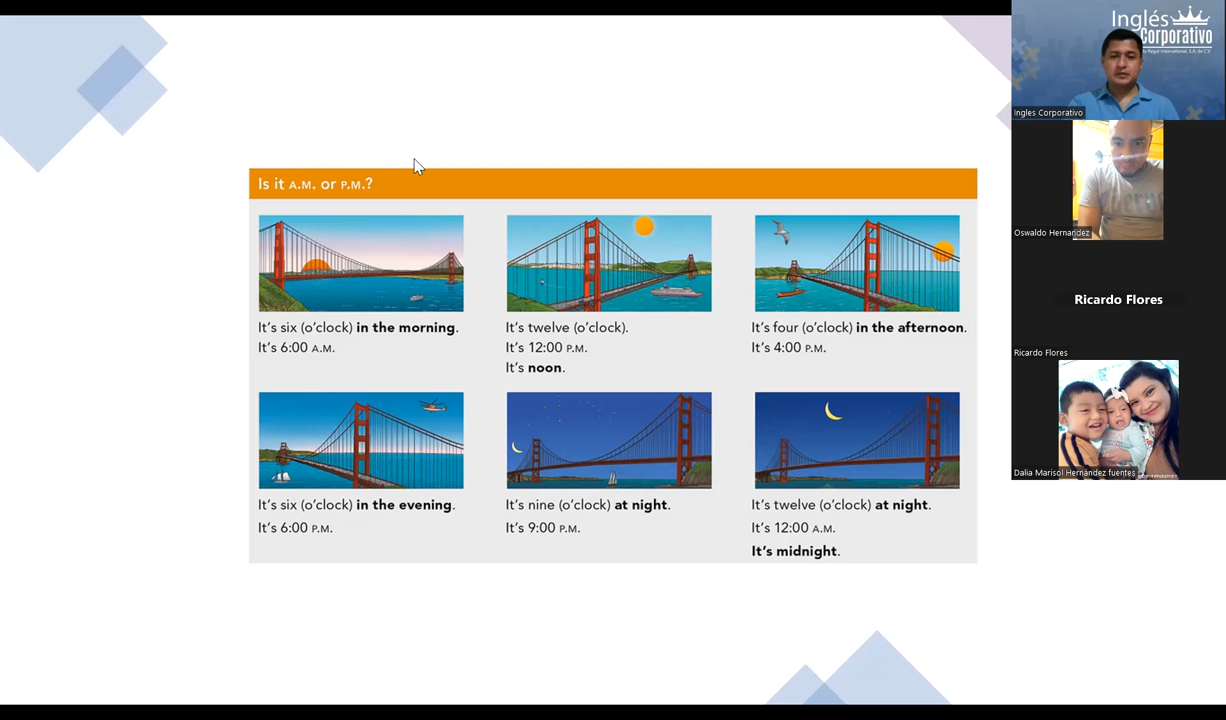 Is it A.M. or P.M.?
It's six (o'clock) in the morning.
It's 6:00 A.M.
It's twelve (o'clock).
It's 12:00 P.M.
It's noon.
It's four (o'clock) in the afternoon.
It's 4:00 P.M.
It's six (o'clock) in the evening.
It's 6:00 P.M.
It's nine (o'clock) at night.
It's 9:00 P.M.
It's twelve (o'clock) at night.
It's 12:00 A.M.
It's midnight.
Inglés
Corporativo
Ingles Corporativo
Oswaldo Hernandez
Ricardo Flores
Ricardo Flores
Dalia Marisol Hernández fuentes